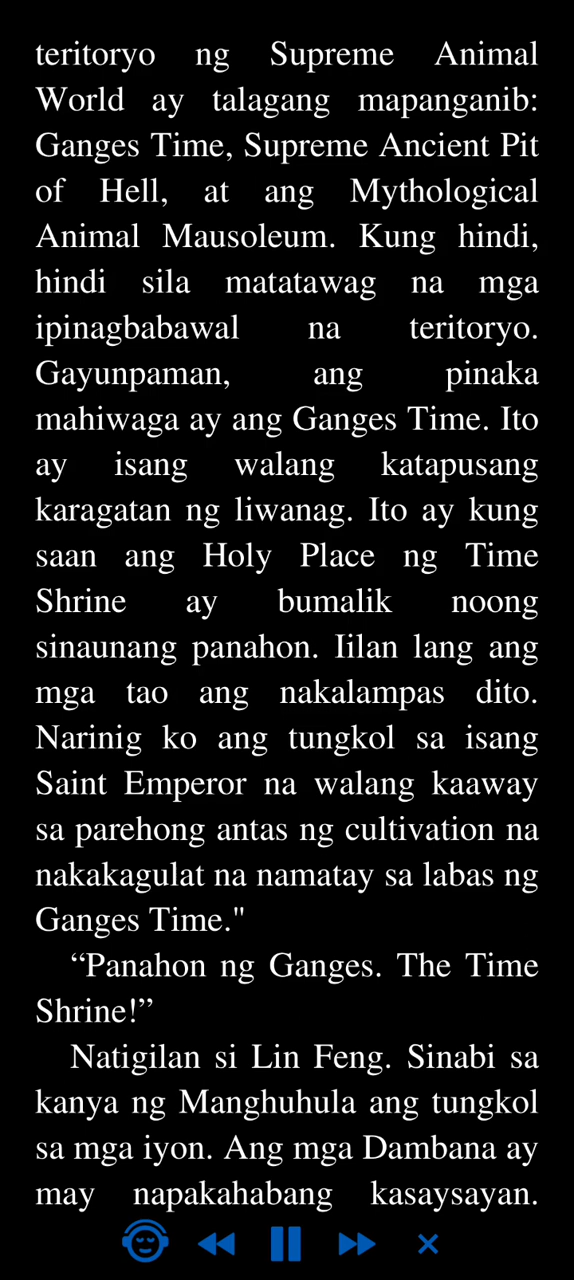 teritoryo ng Supreme Animal
World ay talagang mapanganib:
Ganges Time, Supreme Ancient Pit
of Hell, at ang Mythological
Animal Mausoleum. Kung hindi,
hindi sila matatawag na mga
ipinagbabawal na teritoryo.
Gayunpaman, ang pinaka
mahiwaga ay ang Ganges Time. Ito
ay isang walang katapusang
karagatan ng liwanag. Ito ay kung
saan ang Holy Place ng Time
Shrine ay bumalik noong
sinaunang panahon. Iilan lang ang
mga tao ang nakalampas dito.
Narinig ko ang tungkol sa isang
Saint Emperor na walang kaaway
sa parehong antas ng cultivation na
nakakagulat na namatay sa labas ng
Ganges Time."
“Panahon ng Ganges. The Time
Shrine!”
Natigilan si Lin Feng. Sinabi sa
kanya ng Manghuhula ang tungkol
sa mga iyon. Ang mga Dambana ay
may napakahabang kasaysayan.